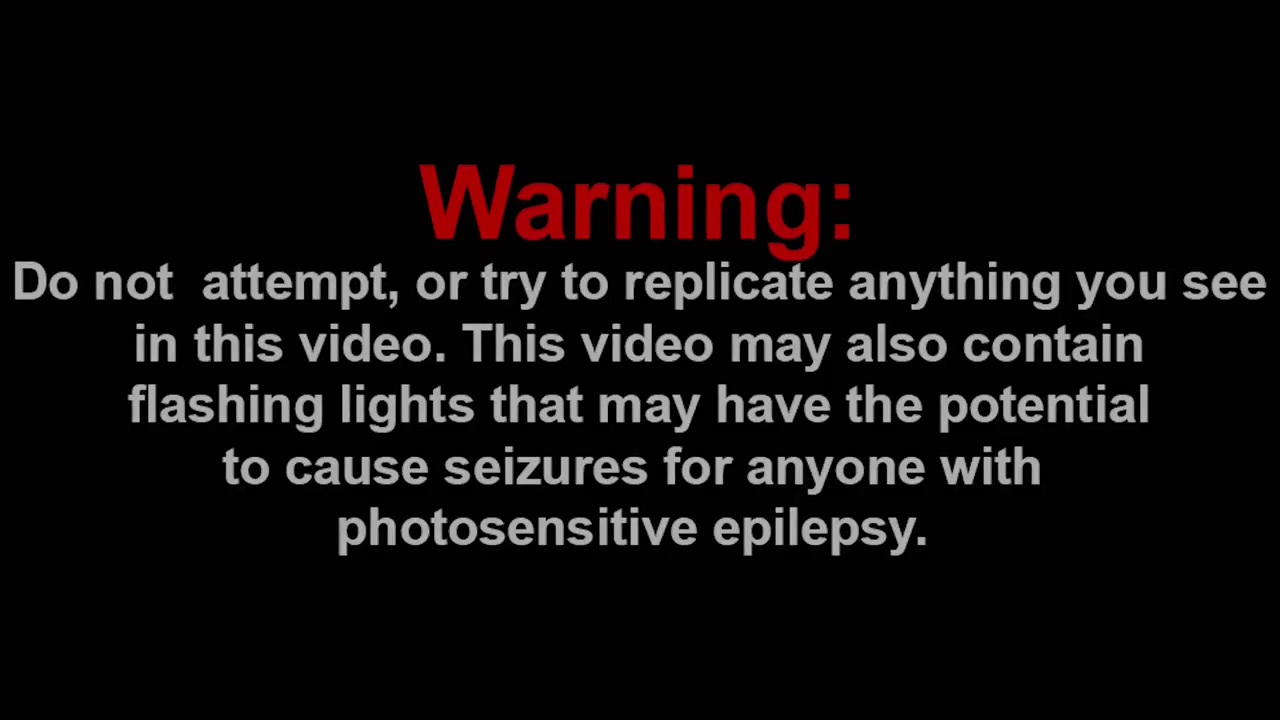 Warning:
Do not  attempt, or try to replicate anything you see
in this video. This video may also contain
flashing lights that may have the potential
to cause seizures for anyone with
photosensitive epilepsy.